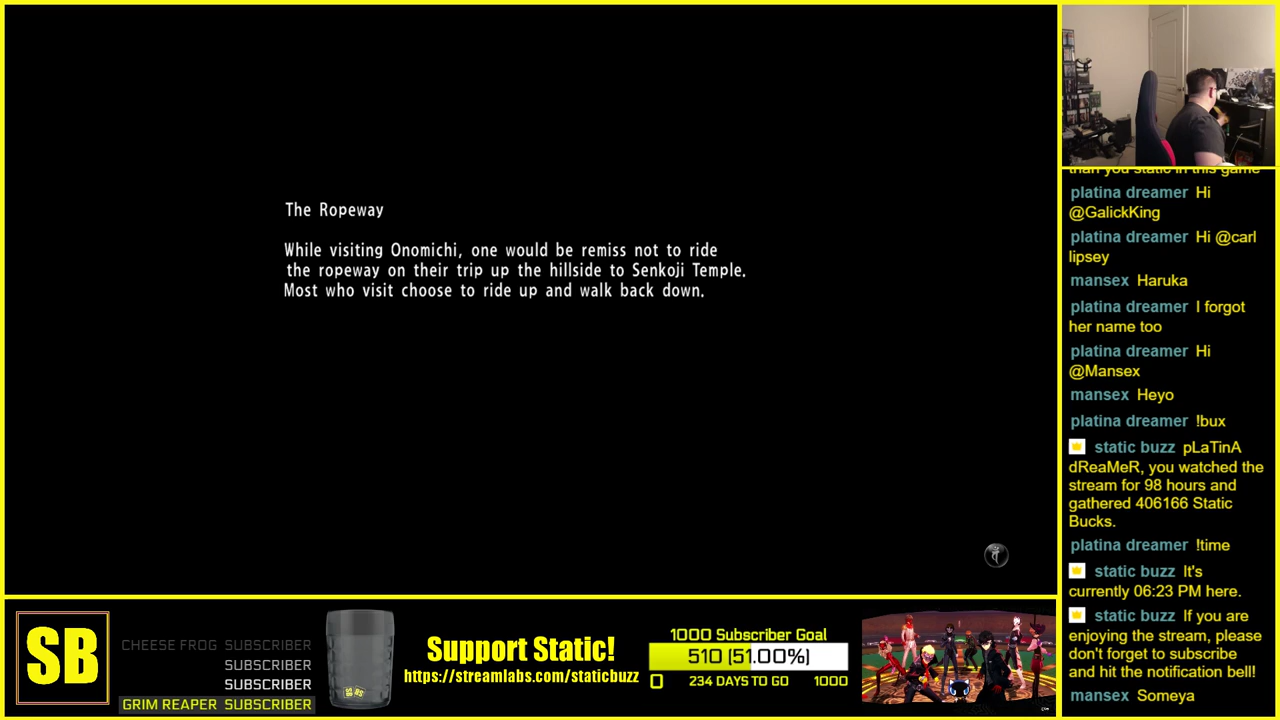 The Ropeway
While visiting Onomichi, one would be remiss not to ride
the ropeway on their trip up the hillside to Senkoji Temple.
Most who visit choose to ride up and walk back down.
than you static in this game
platina dreamer Hi
@GalickKing
platina dreamer Hi @carl
lipsey
mansex Haruka
platina dreamer I forgot
her name too
platina dreamer Hi
@Mansex
mansex Heyo
platina dreamer !bux
static buzz pLaTinA
dReaMeR, you watched the
stream for 98 hours and
gathered 406166 Static
Bucks.
platina dreamer !time
static buzz It's
currently 06:23 PM here.
static buzz If you are
enjoying the stream, please
don't forget to subscribe
and hit the notification bell!
mansex Someya
SB
CHEESE FROG SUBSCRIBER
SUBSCRIBER
SUBSCRIBER
GRIM REAPER SUBSCRIBER
Support Static!
https://streamlabs.com/staticbuzz
1000 Subscriber Goal
510 (51.00%)
0 234 DAYS TO GO 1000